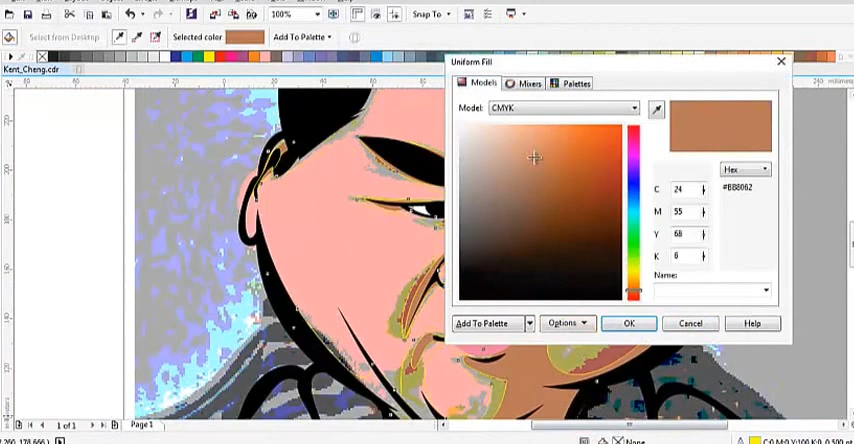 100%
Snap To
Select from Desktop
Selected color
Add To Palette
Kent_Cheng.cdr
Uniform Fill
Models
Mixers
Palettes
Model:
CMYK
Hex
#BB8062
C 24
M 55
Y 68
K 6
Name:
Add To Palette
Options
OK
Cancel
Help
1 of 1
Page 1
None
240